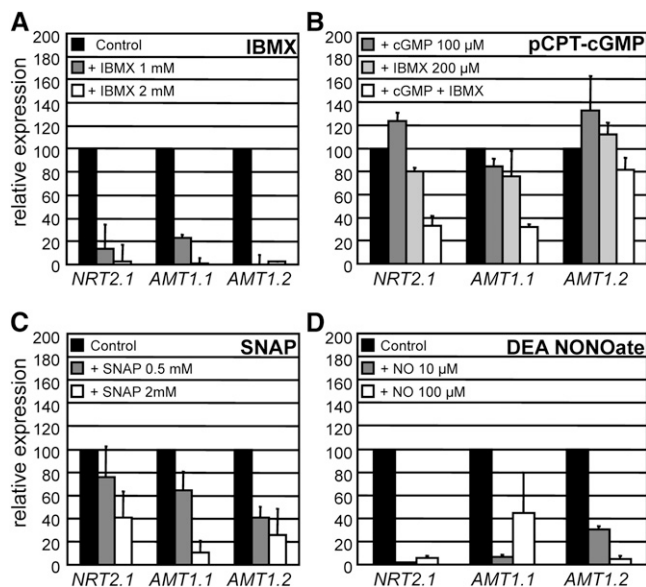 A
IBMX
Control
+ IBMX 1 mM
+ IBMX 2 mM
relative expression
200
180
160
140
120
100
80
60
40
20
0
NRT2.1 AMT1.1 AMT1.2
B
pCPT-cGMP
+ cGMP 100 µM
+ IBMX 200 µM
+ cGMP + IBMX
200
180
160
140
120
100
80
60
40
20
0
NRT2.1 AMT1.1 AMT1.2
C
SNAP
Control
+ SNAP 0.5 mM
+ SNAP 2mM
relative expression
200
180
160
140
120
100
80
60
40
20
0
NRT2.1 AMT1.1 AMT1.2
D
DEA NONOate
Control
+ NO 10 µM
+ NO 100 µM
200
180
160
140
120
100
80
60
40
20
0
NRT2.1 AMT1.1 AMT1.2